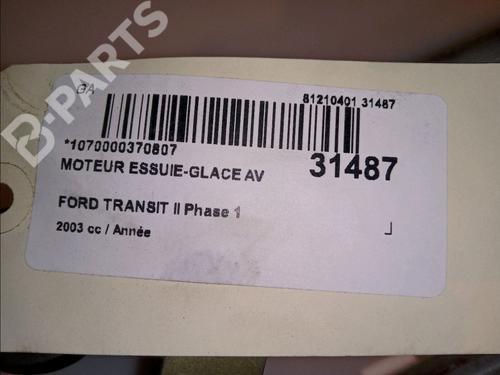 B-PARTS
GA
81210401 31487
*1070000370807
MOTEUR ESSUIE-GLACE AV
31487
FORD TRANSIT II Phase 1
2003 cc / Année